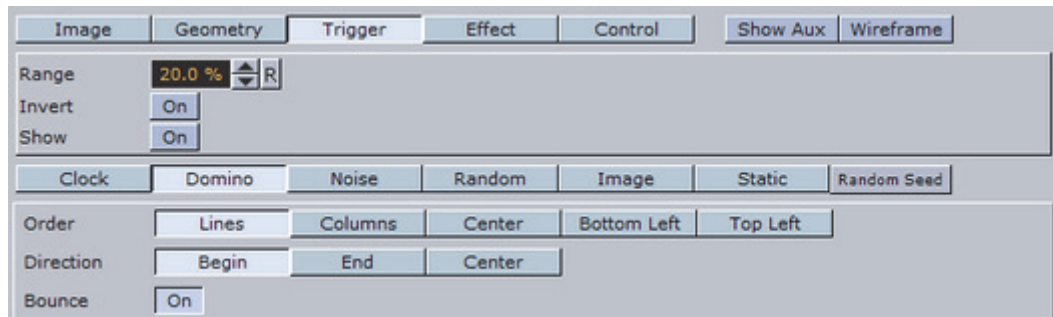 Image Geometry Trigger Effect Control Show Aux Wireframe
Range 20.0 % R
Invert On
Show On
Clock Domino Noise Random Image Static Random Seed
Order Lines Columns Center Bottom Left Top Left
Direction Begin End Center
Bounce On